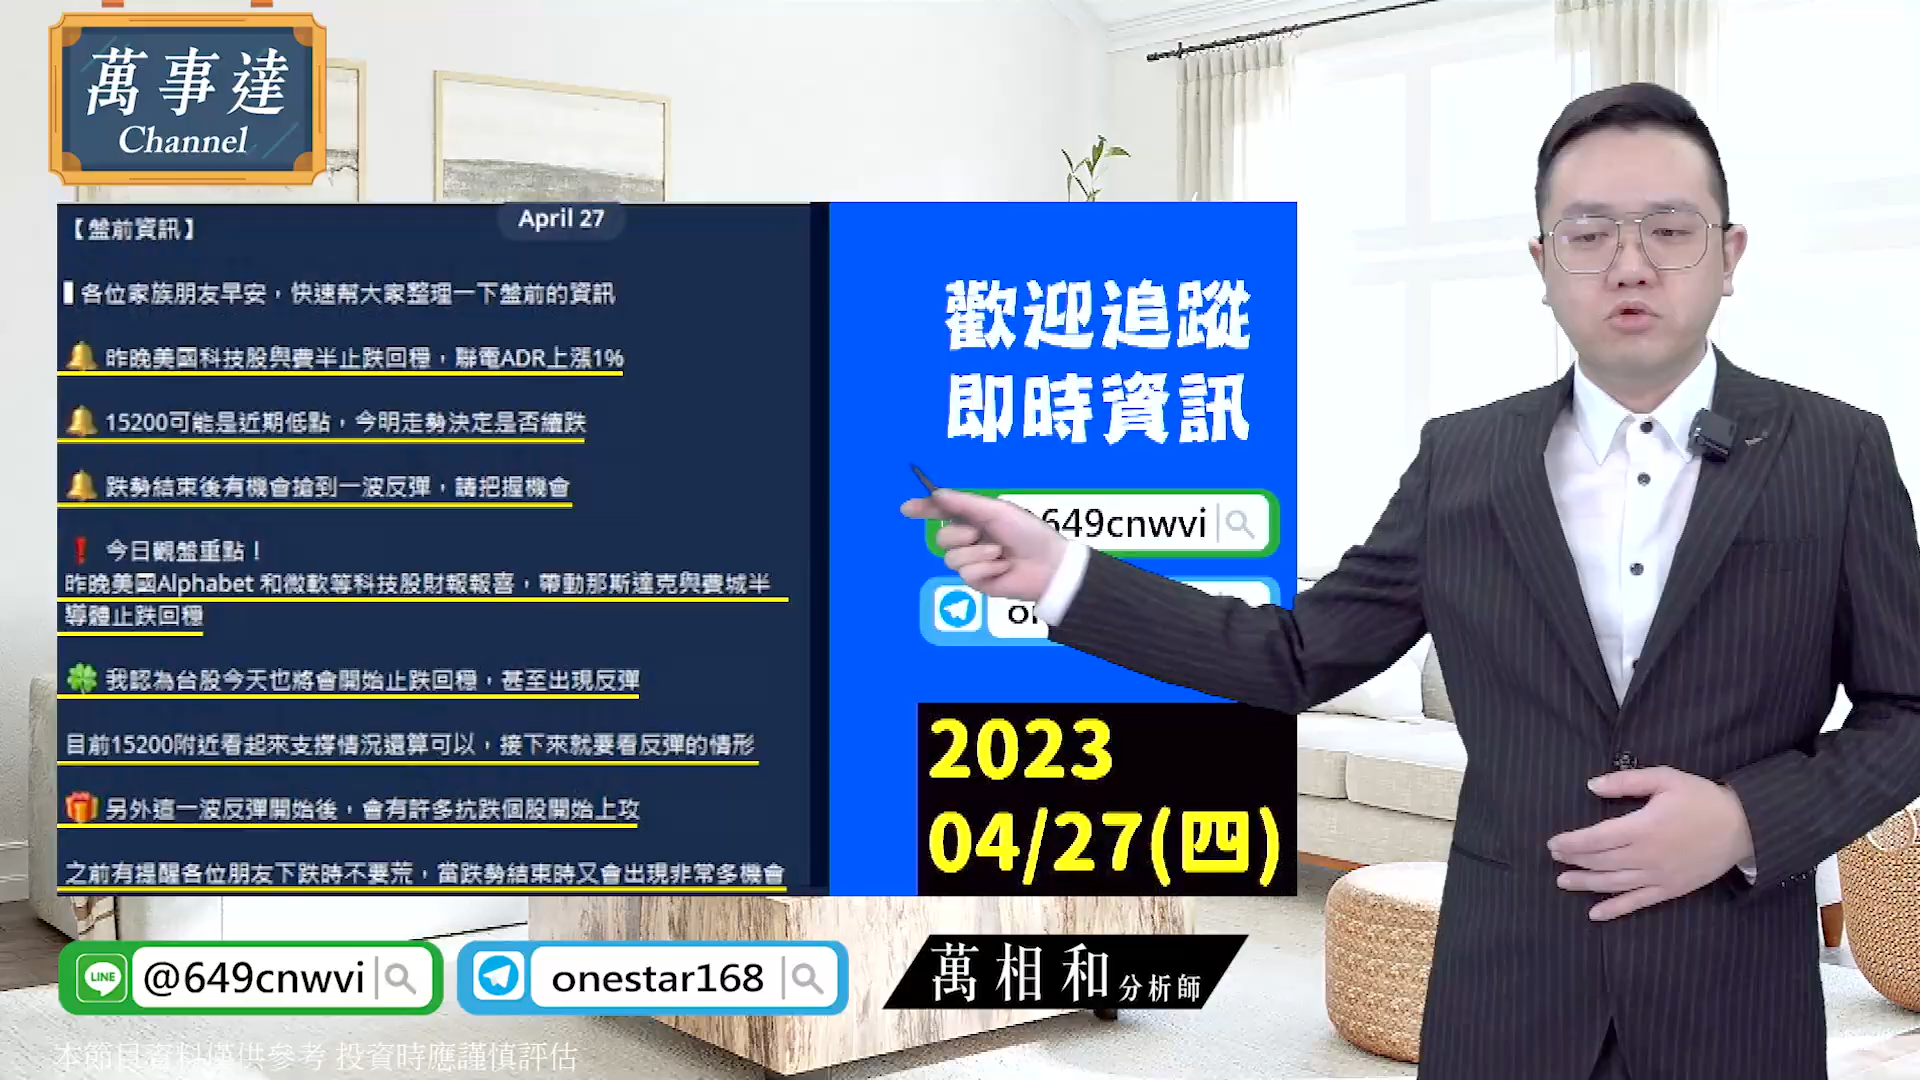 萬事達
Channel
April 27
【盤前資訊】
各位家族朋友早安，快速幫大家整理一下盤前的資訊
昨晚美國科技股與費半止跌回穩，聯電ADR上漲1%
15200可能是近期低點，今明走勢決定是否續跌
跌勢結束後有機會搶到一波反彈，請把握機會
今日觀盤重點！
昨晚美國Alphabet 和微軟等科技股財報報喜，帶動那斯達克與費城半
導體止跌回穩
我認為台股今天也將會開始止跌回穩，甚至出現反彈
目前15200附近看起來支撐情況還算可以，接下來就要看反彈的情形
另外這一波反彈開始後，會有許多抗跌個股開始上攻
之前有提醒各位朋友下跌時不要荒，當跌勢結束時又會出現非常多機會
歡迎追蹤
即時資訊
649cnwvi
2023
04/27(四)
LINE @649cnwvi
onestar168
萬相和分析師
本節目資料僅供參考 投資時應謹慎評估